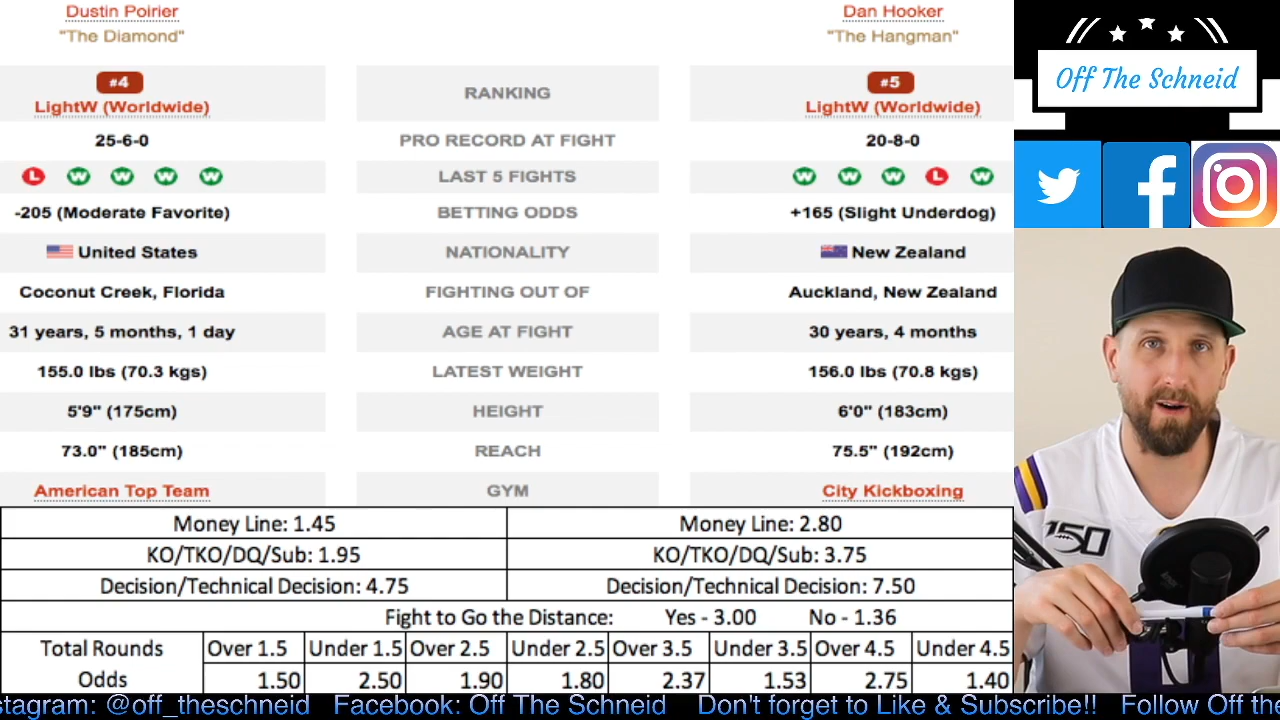 Dustin Poirier
"The Diamond"
Dan Hooker
"The Hangman"
#4
LightW (Worldwide)
RANKING
#5
LightW (Worldwide)
25-6-0 PRO RECORD AT FIGHT 20-8-0
L W W W W LAST 5 FIGHTS W W W L W
-205 (Moderate Favorite) BETTING ODDS +165 (Slight Underdog)
United States NATIONALITY New Zealand
Coconut Creek, Florida FIGHTING OUT OF Auckland, New Zealand
31 years, 5 months, 1 day AGE AT FIGHT 30 years, 4 months
155.0 lbs (70.3 kgs) LATEST WEIGHT 156.0 lbs (70.8 kgs)
5'9" (175cm) HEIGHT 6'0" (183cm)
73.0" (185cm) REACH 75.5" (192cm)
American Top Team GYM City Kickboxing
Money Line: 1.45 Money Line: 2.80
KO/TKO/DQ/Sub: 1.95 KO/TKO/DQ/Sub: 3.75
Decision/Technical Decision: 4.75 Decision/Technical Decision: 7.50
Fight to Go the Distance: Yes - 3.00 No - 1.36
Total Rounds Over 1.5 Under 1.5 Over 2.5 Under 2.5 Over 3.5 Under 3.5 Over 4.5 Under 4.5
Odds 1.50 2.50 1.90 1.80 2.37 1.53 2.75 1.40
Off The Schneid
150
stagram: @off_theschneid Facebook: Off The Schneid Don't forget to Like & Subscribe!! Follow Off the